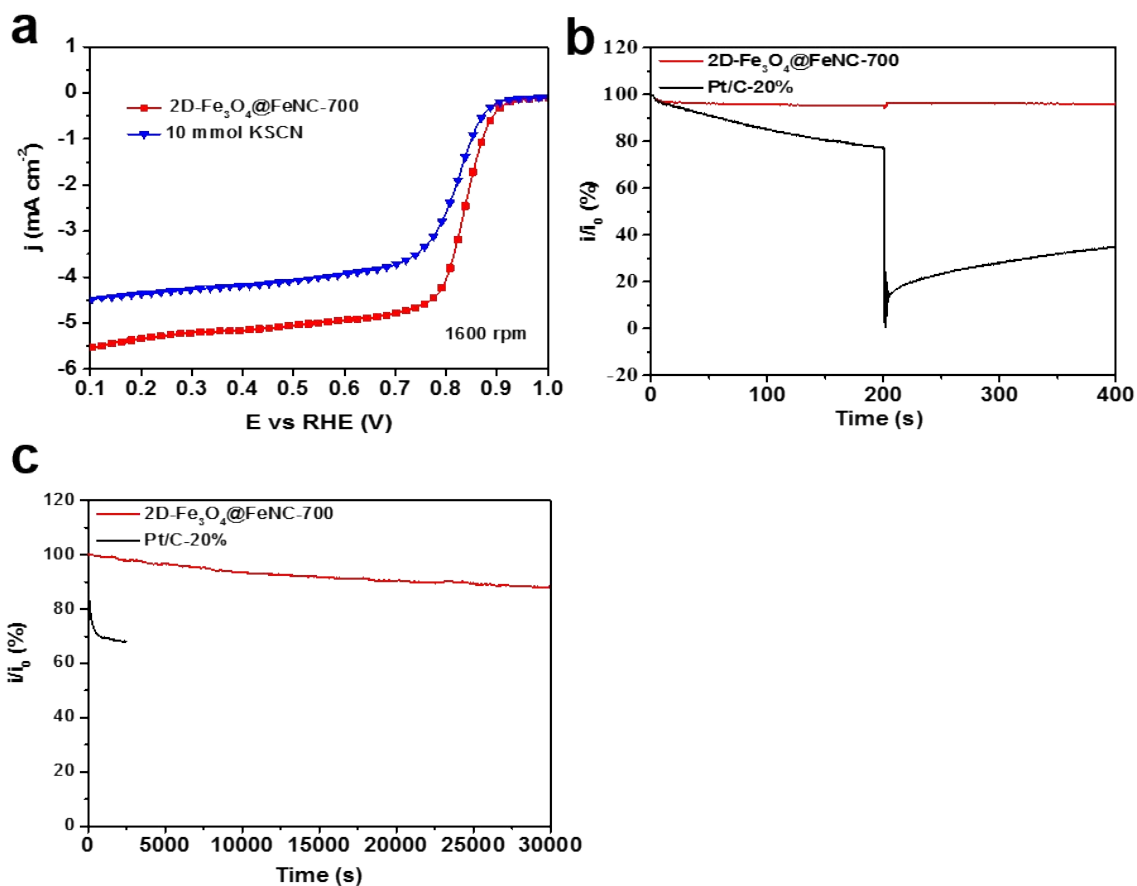 a
1
0
-1
-2
-3
-4
-5
-6
j (mA cm⁻²)
2D-Fe₃O₄@FeNC-700
10 mmol KSCN
1600 rpm
0.1 0.2 0.3 0.4 0.5 0.6 0.7 0.8 0.9 1.0
E vs RHE (V)
b
120
100
80
60
40
20
0
-20
i/i₀ (%)
2D-Fe₃O₄@FeNC-700
Pt/C-20%
0 100 200 300 400
Time (s)
c
120
100
80
60
40
20
0
i/i₀ (%)
2D-Fe₃O₄@FeNC-700
Pt/C-20%
0 5000 10000 15000 20000 25000 30000
Time (s)